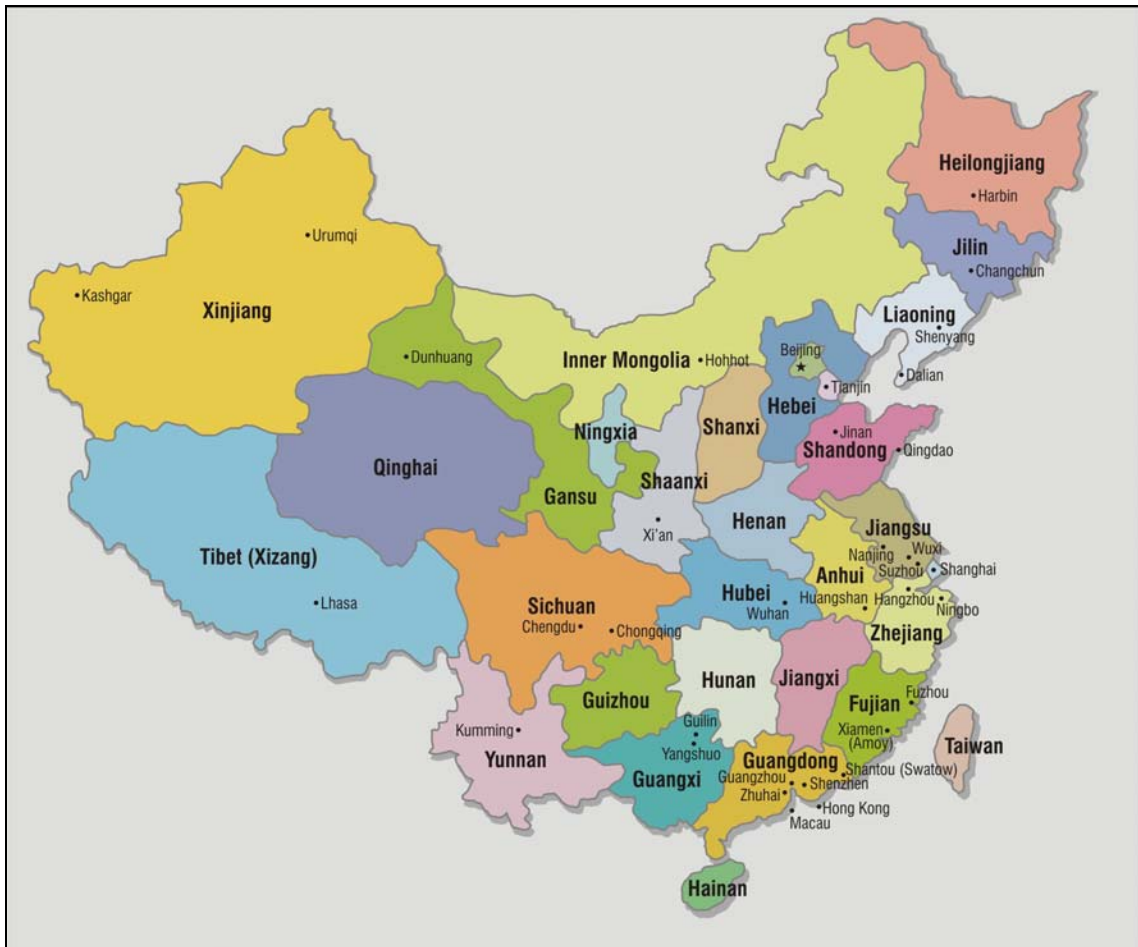 Heilongjiang
Harbin
Jilin
Changchun
Urumqi
Kashgar
Xinjiang
Liaoning
Shenyang
Dunhuang
Inner Mongolia
Hohhot
Beijing
Dalian
Tianjin
Hebei
Ningxia
Shanxi
Jinan
Shandong
Qingdao
Qinghai
Gansu
Shaanxi
Xi'an
Henan
Jiangsu
Nanjing
Wuxi
Suzhou
Shanghai
Tibet (Xizang)
Lhasa
Anhui
Huangshan
Hangzhou
Ningbo
Sichuan
Chengdu
Chongqing
Hubei
Wuhan
Zhejiang
Hunan
Jiangxi
Guizhou
Fujian
Fuzhou
Kumming
Yunnan
Guilin
Yangshuo
Guangxi
Xiamen
(Amoy)
Taiwan
Guangdong
Guangzhou
Shantou (Swatow)
Shenzhen
Zhuhai
Hong Kong
Macau
Hainan